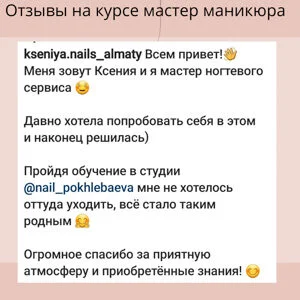 Отзывы на курсе мастер маникюра
kseniya.nails_almaty Всем привет!👋
Меня зовут Ксения и я мастер ногтевого
сервиса 😊
Давно хотела попробовать себя в этом
и наконец решилась)
Пройдя обучение в студии
@nail_pokhlebaeva мне не хотелось
оттуда уходить, всё стало таким
родным 🤗
Огромное спасибо за приятную
атмосферу и приобретённые знания! 😊